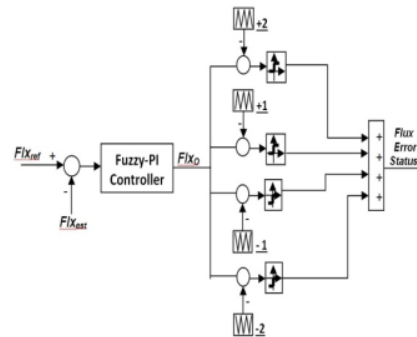 +2
-
+1
-
Flx_ref
+
-
Flx_est
Fuzzy-PI
Controller
Flx_O
-
- 1
-
-2
+
+
+
+
Flux
Error
Status